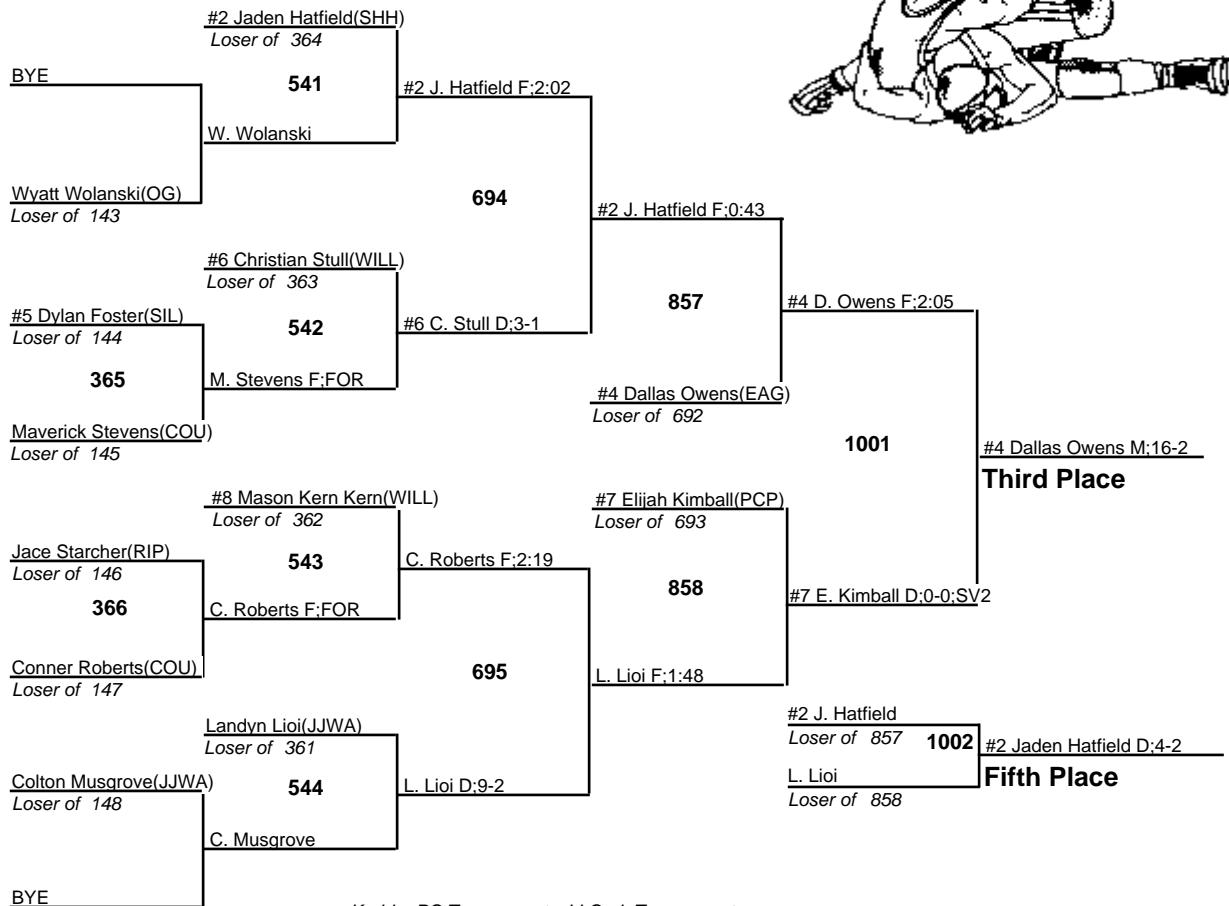 #2 Jaden Hatfield(SHH)
Loser of 364
BYE
541
#2 J. Hatfield F;2:02
W. Wolanski
Wyatt Wolanski(OG)
Loser of 143
694
#2 J. Hatfield F;0:43
#6 Christian Stull(WILL)
Loser of 363
#5 Dylan Foster(SIL)
Loser of 144
542
#6 C. Stull D;3-1
857
#4 D. Owens F;2:05
365
M. Stevens F;FOR
#4 Dallas Owens(EAG)
Loser of 692
Maverick Stevens(COU)
Loser of 145
1001
#4 Dallas Owens M;16-2
Third Place
#8 Mason Kern Kern(WILL)
Loser of 362
#7 Elijah Kimball(PCP)
Loser of 693
Jace Starcher(RIP)
Loser of 146
543
C. Roberts F;2:19
858
#7 E. Kimball D;0-0;SV2
366
C. Roberts F;FOR
Conner Roberts(COU)
Loser of 147
695
L. Lioi F;1:48
Landyn Lioi(JJWA)
Loser of 361
#2 J. Hatfield
Loser of 857
1002
#2 Jaden Hatfield D;4-2
Fifth Place
Colton Musgrove(JJWA)
Loser of 148
544
L. Lioi D;9-2
L. Lioi
Loser of 858
C. Musgrove
BYE